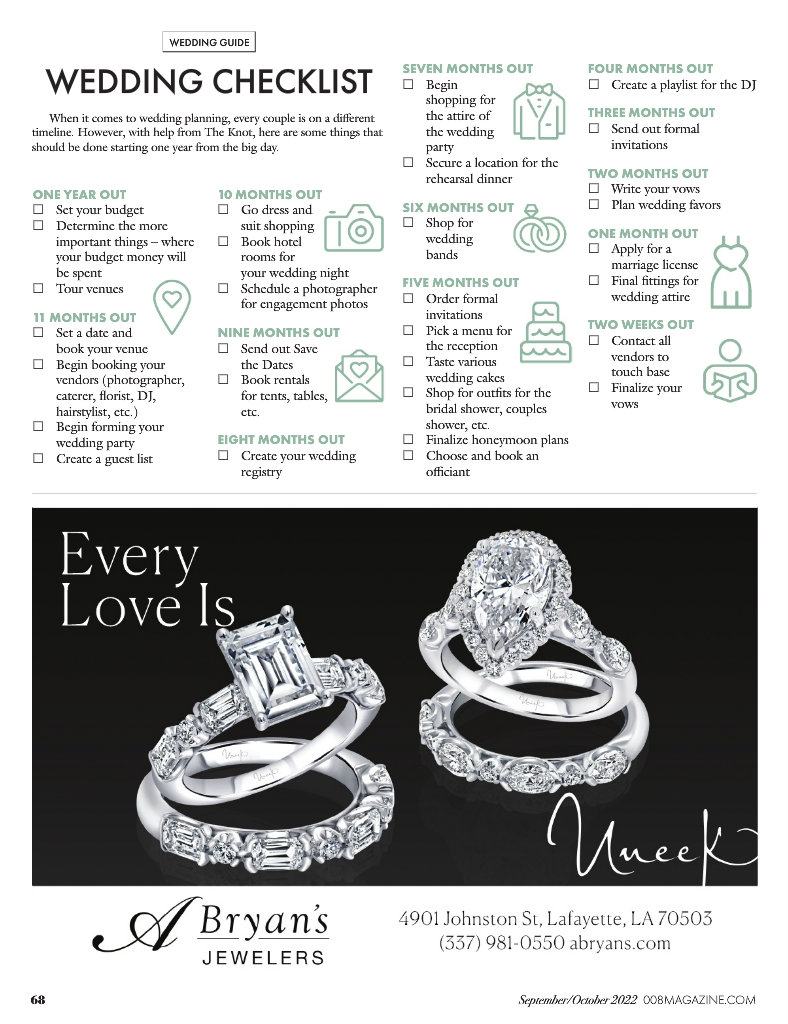 WEDDING GUIDE
WEDDING CHECKLIST
When it comes to wedding planning, every couple is on a different
timeline. However, with help from The Knot, here are some things that
should be done starting one year from the big day.
ONE YEAR OUT
☐ Set your budget
☐ Determine the more
important things – where
your budget money will
be spent
☐ Tour venues
11 MONTHS OUT
☐ Set a date and
book your venue
☐ Begin booking your
vendors (photographer,
caterer, florist, DJ,
hairstylist, etc.)
☐ Begin forming your
wedding party
☐ Create a guest list
10 MONTHS OUT
☐ Go dress and
suit shopping
☐ Book hotel
rooms for
your wedding night
☐ Schedule a photographer
for engagement photos
NINE MONTHS OUT
☐ Send out Save
the Dates
☐ Book rentals
for tents, tables,
etc.
EIGHT MONTHS OUT
☐ Create your wedding
registry
SEVEN MONTHS OUT
☐ Begin
shopping for
the attire of
the wedding
party
☐ Secure a location for the
rehearsal dinner
SIX MONTHS OUT
☐ Shop for
wedding
bands
FIVE MONTHS OUT
☐ Order formal
invitations
☐ Pick a menu for
the reception
☐ Taste various
wedding cakes
☐ Shop for outfits for the
bridal shower, couples
shower, etc.
☐ Finalize honeymoon plans
☐ Choose and book an
officiant
FOUR MONTHS OUT
☐ Create a playlist for the DJ
THREE MONTHS OUT
☐ Send out formal
invitations
TWO MONTHS OUT
☐ Write your vows
☐ Plan wedding favors
ONE MONTH OUT
☐ Apply for a
marriage license
☐ Final fittings for
wedding attire
TWO WEEKS OUT
☐ Contact all
vendors to
touch base
☐ Finalize your
vows
Every
Love Is
Uneek
Uneek
Uneek
Uneek
Uneek
A Bryan's
JEWELERS
4901 Johnston St, Lafayette, LA 70503
(337) 981-0550 abryans.com
68
September/October 2022 008MAGAZINE.COM